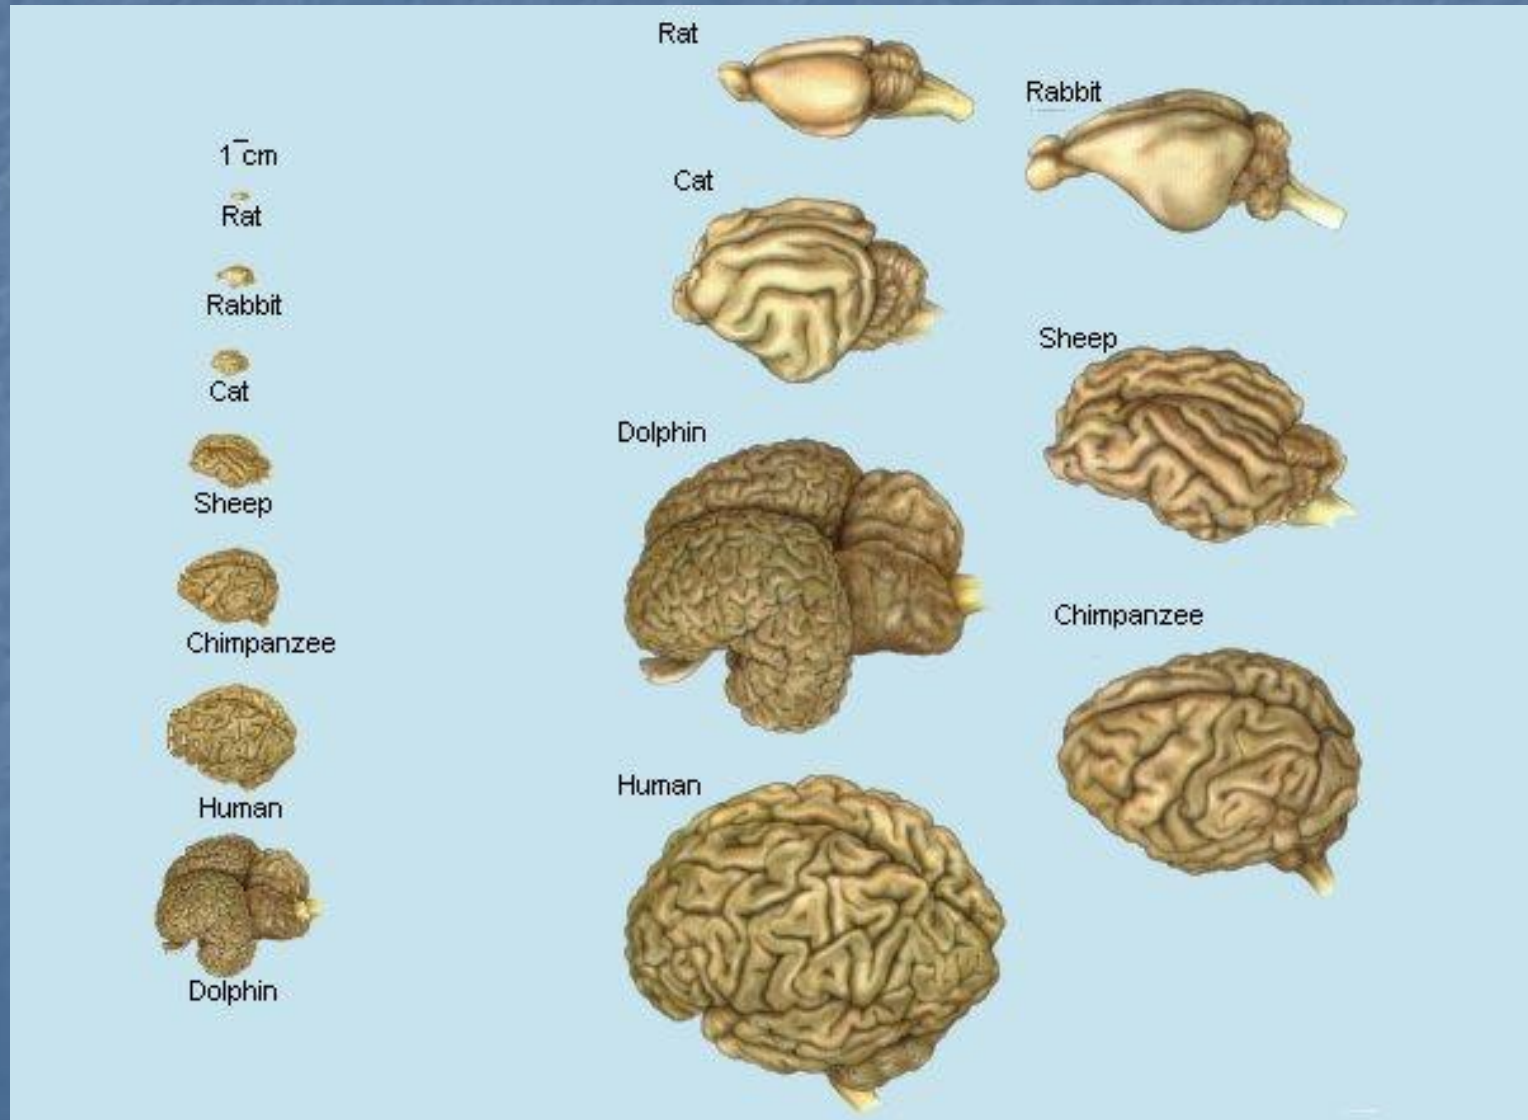 1 cm
Rat
Rabbit
Cat
Sheep
Chimpanzee
Human
Dolphin
Rat
Rabbit
Cat
Sheep
Dolphin
Chimpanzee
Human